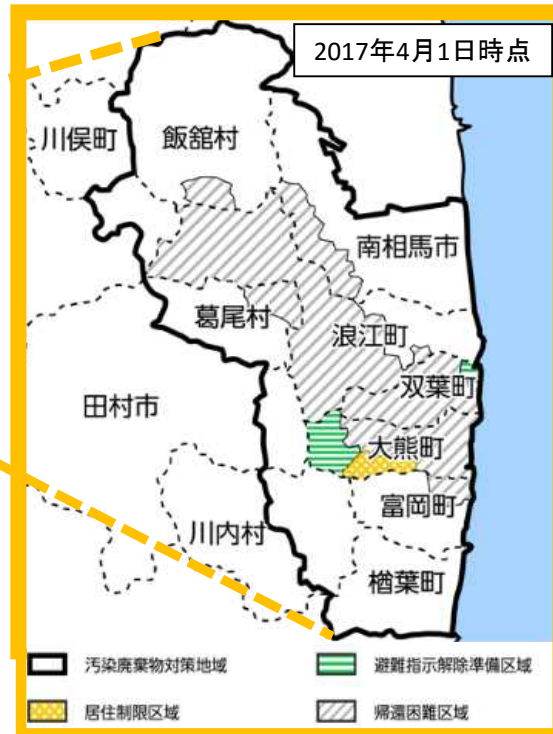 2017年4月1日時点
川俣町
飯舘村
南相馬市
葛尾村
浪江町
双葉町
田村市
大熊町
富岡町
川内村
楢葉町
汚染廃棄物対策地域
避難指示解除準備区域
居住制限区域
帰還困難区域